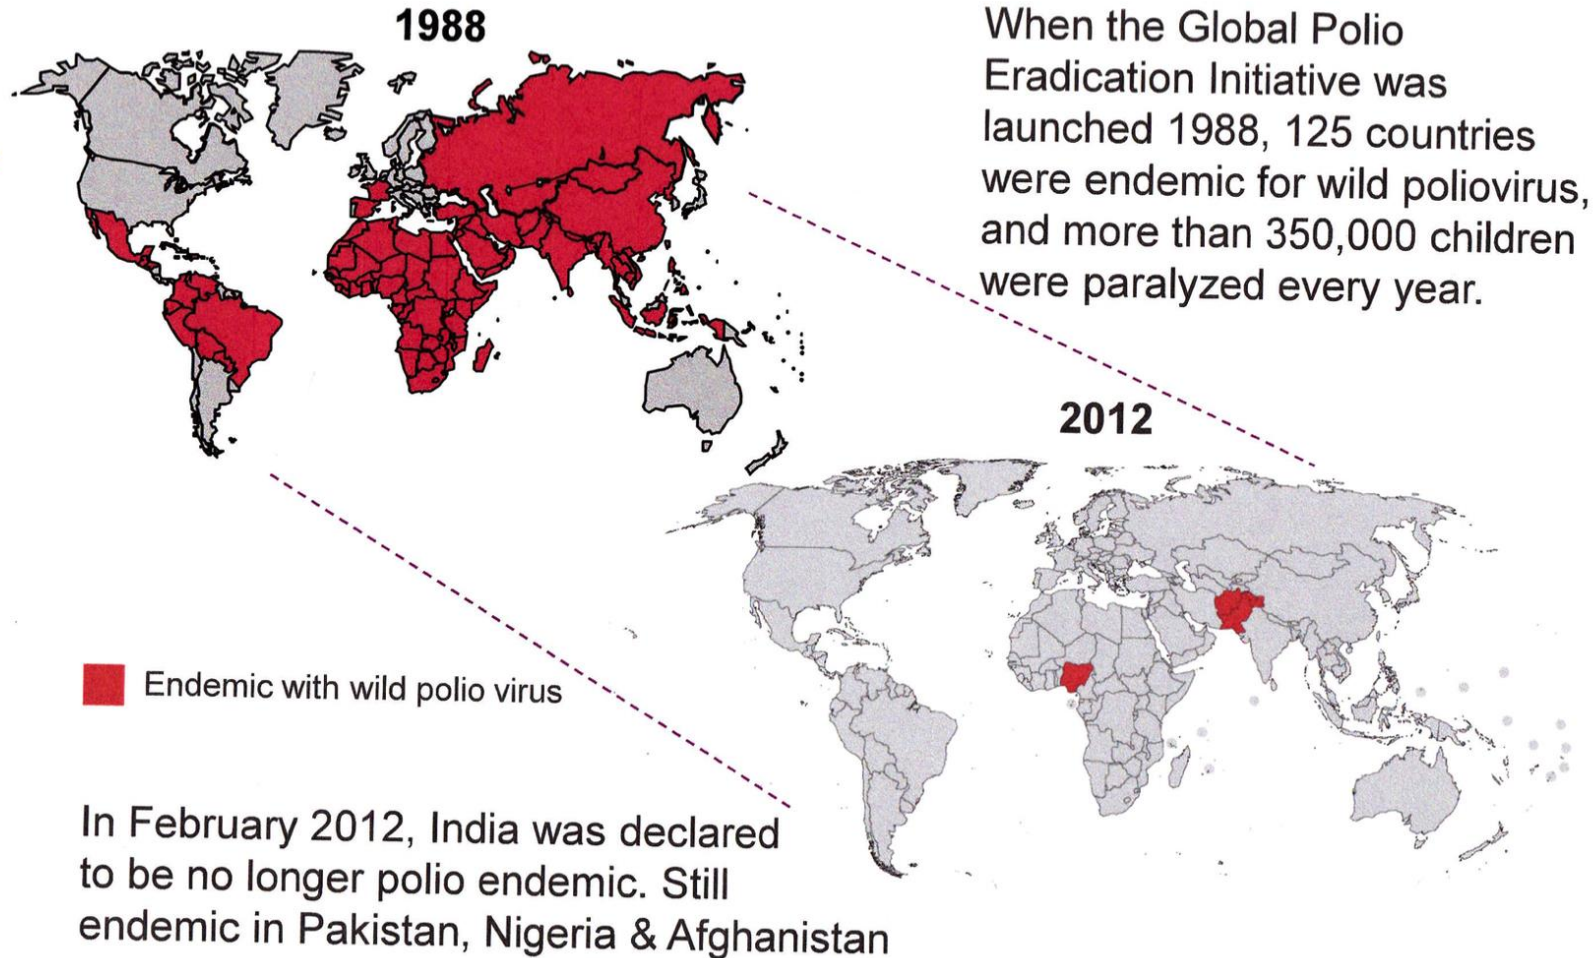 1988
When the Global Polio
Eradication Initiative was
launched 1988, 125 countries
were endemic for wild poliovirus,
and more than 350,000 children
were paralyzed every year.
2012
Endemic with wild polio virus
In February 2012, India was declared
to be no longer polio endemic. Still
endemic in Pakistan, Nigeria & Afghanistan